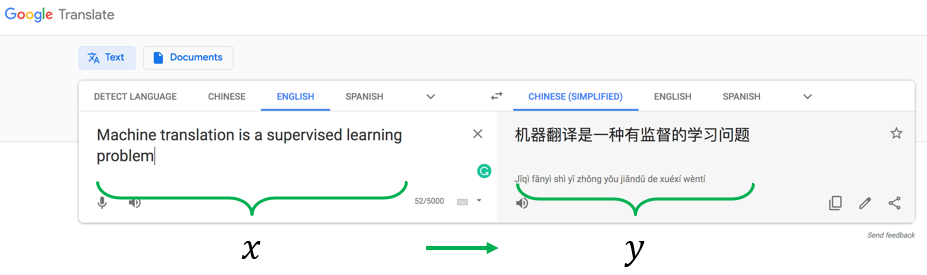 Google Translate
Text Documents
DETECT LANGUAGE CHINESE ENGLISH SPANISH CHINESE (SIMPLIFIED) ENGLISH SPANISH
Machine translation is a supervised learning
problem
机器翻译是一种有监督的学习问题
Jīqì fānyì shì yī zhǒng yǒu jiāndū de xuéxí wèntí
52/5000
Send feedback
x y